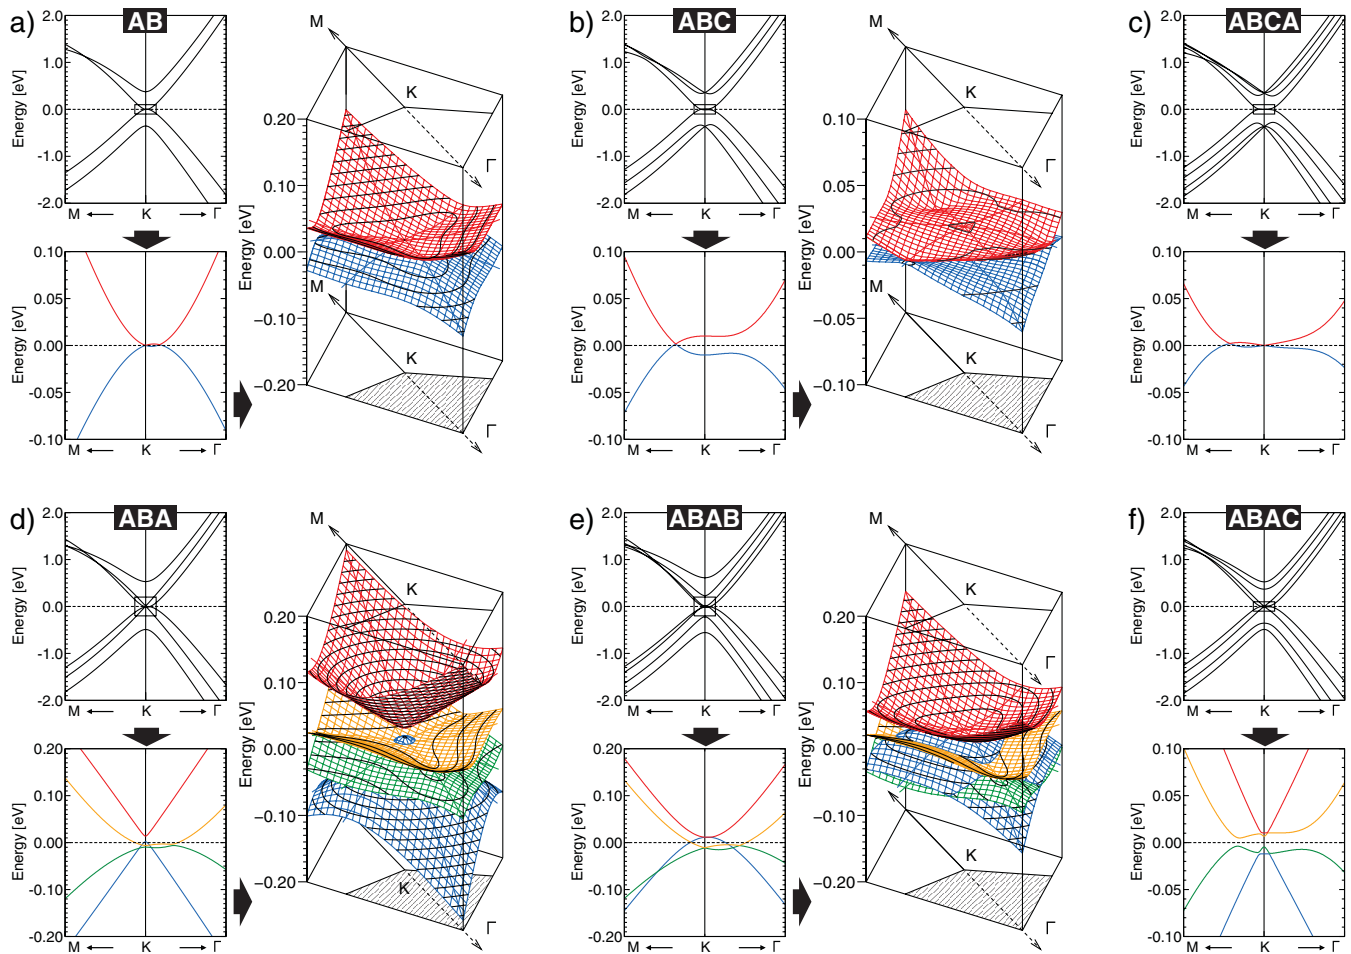 a)
AB
2.0
1.0
0.0
-1.0
-2.0
Energy [eV]
M
K
Γ
0.10
0.05
0.00
-0.05
-0.10
Energy [eV]
M
K
Γ
M
K
Γ
0.20
0.10
0.00
−0.10
−0.20
Energy [eV]
M
K
Γ
b)
ABC
2.0
1.0
0.0
-1.0
-2.0
Energy [eV]
M
K
Γ
0.10
0.05
0.00
-0.05
-0.10
Energy [eV]
M
K
Γ
M
K
Γ
0.10
0.05
0.00
−0.05
−0.10
Energy [eV]
M
K
Γ
c)
ABCA
2.0
1.0
0.0
-1.0
-2.0
Energy [eV]
M
K
Γ
0.10
0.05
0.00
-0.05
-0.10
Energy [eV]
M
K
Γ
d)
ABA
2.0
1.0
0.0
-1.0
-2.0
Energy [eV]
M
K
Γ
0.20
0.10
0.00
-0.10
-0.20
Energy [eV]
M
K
Γ
M
K
0.20
0.10
0.00
−0.10
−0.20
Energy [eV]
K
Γ
e)
ABAB
2.0
1.0
0.0
-1.0
-2.0
Energy [eV]
M
K
Γ
0.20
0.10
0.00
-0.10
-0.20
Energy [eV]
M
K
Γ
M
K
Γ
0.20
0.10
0.00
−0.10
−0.20
Energy [eV]
K
Γ
f)
ABAC
2.0
1.0
0.0
-1.0
-2.0
Energy [eV]
M
K
Γ
0.10
0.05
0.00
-0.05
-0.10
Energy [eV]
M
K
Γ